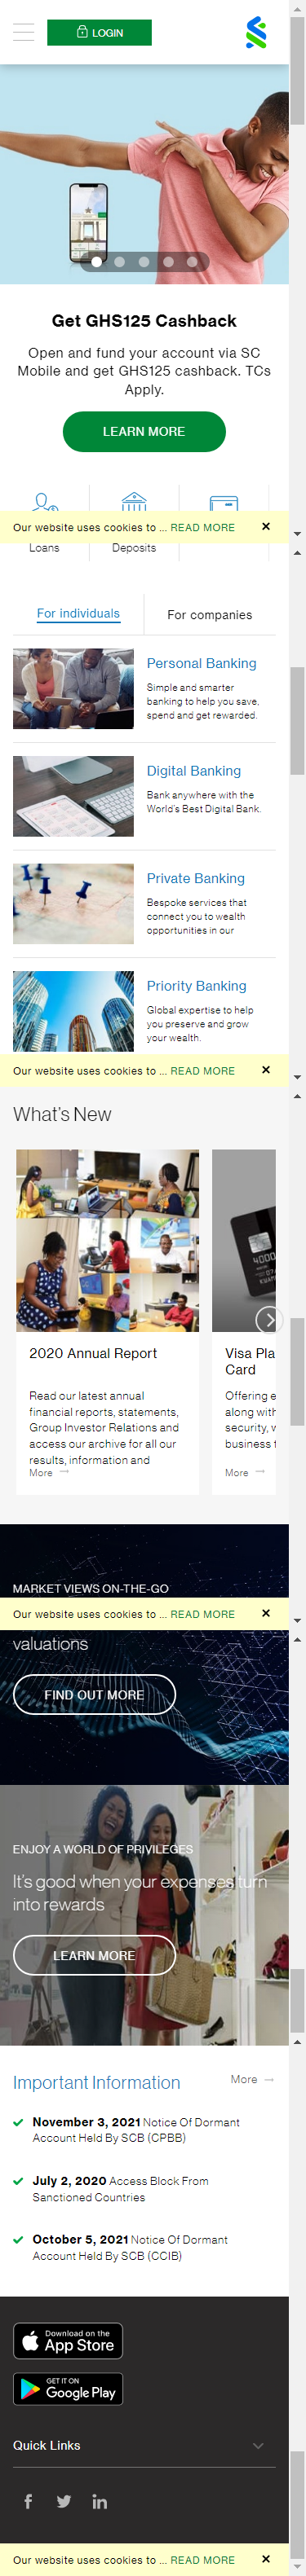 LOGIN
Get GHS125 Cashback
Open and fund your account via SC
Mobile and get GHS125 cashback. TCs
Apply.
LEARN MORE
Our website uses cookies to ... READ MORE ×
Loans
Deposits
For individuals
For companies
Personal Banking
Simple and smarter
banking to help you save,
spend and get rewarded.
Digital Banking
Bank anywhere with the
World's Best Digital Bank.
Private Banking
Bespoke services that
connect you to wealth
opportunities in our
Priority Banking
Global expertise to help
you preserve and grow
your wealth.
Our website uses cookies to ... READ MORE ×
What's New
2020 Annual Report
Read our latest annual
financial reports, statements,
Group Investor Relations and
access our archive for all our
results, information and
More →
4000
Visa Pla
Card
Offering e
along with
security, v
business f
More →
MARKET VIEWS ON-THE-GO
Our website uses cookies to ... READ MORE ×
valuations
FIND OUT MORE
ENJOY A WORLD OF PRIVILEGES
It's good when your expenses turn
into rewards
LEARN MORE
Important Information
More →
November 3, 2021 Notice Of Dormant
Account Held By SCB (CPBB)
July 2, 2020 Access Block From
Sanctioned Countries
October 5, 2021 Notice Of Dormant
Account Held By SCB (CCIB)
Download on the
App Store
GET IT ON
Google Play
Quick Links
Our website uses cookies to ... READ MORE ×